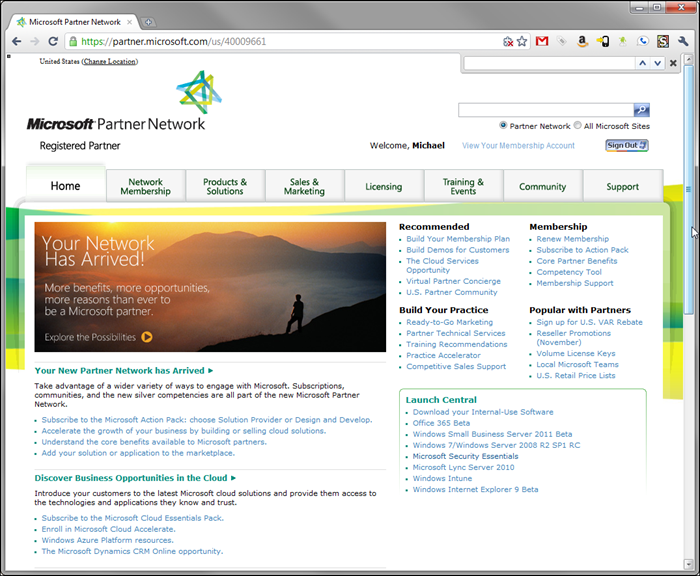 Microsoft Partner Network
https://partner.microsoft.com/us/40009661
United States (Change Location)
Microsoft Partner Network
Partner Network All Microsoft Sites
Registered Partner
Welcome, Michael View Your Membership Account Sign Out
Home
Network Membership
Products & Solutions
Sales & Marketing
Licensing
Training & Events
Community
Support
Your Network
Has Arrived!
More benefits, more opportunities,
more reasons than ever to
be a Microsoft partner.
Explore the Possibilities
Recommended
Build Your Membership Plan
Build Demos for Customers
The Cloud Services
Opportunity
Virtual Partner Concierge
U.S. Partner Community
Membership
Renew Membership
Subscribe to Action Pack
Core Partner Benefits
Competency Tool
Membership Support
Build Your Practice
Ready-to-Go Marketing
Partner Technical Services
Training Recommendations
Practice Accelerator
Competitive Sales Support
Popular with Partners
Sign up for U.S. VAR Rebate
Reseller Promotions
(November)
Volume License Keys
Local Microsoft Teams
U.S. Retail Price Lists
Your New Partner Network has Arrived
Take advantage of a wider variety of ways to engage with Microsoft. Subscriptions,
communities, and the new silver competencies are all part of the new Microsoft Partner
Network.
Subscribe to the Microsoft Action Pack: choose Solution Provider or Design and Develop.
Accelerate the growth of your business by building or selling cloud solutions.
Understand the core benefits available to Microsoft partners.
Add your solution or application to the marketplace.
Discover Business Opportunities in the Cloud
Introduce your customers to the latest Microsoft cloud solutions and provide them access to
the technologies and applications they know and trust.
Subscribe to the Microsoft Cloud Essentials Pack.
Enroll in Microsoft Cloud Accelerate.
Windows Azure Platform resources.
The Microsoft Dynamics CRM Online opportunity.
Launch Central
Download your Internal-Use Software
Office 365 Beta
Windows Small Business Server 2011 Beta
Windows 7/Windows Server 2008 R2 SP1 RC
Microsoft Security Essentials
Microsoft Lync Server 2010
Windows Intune
Windows Internet Explorer 9 Beta